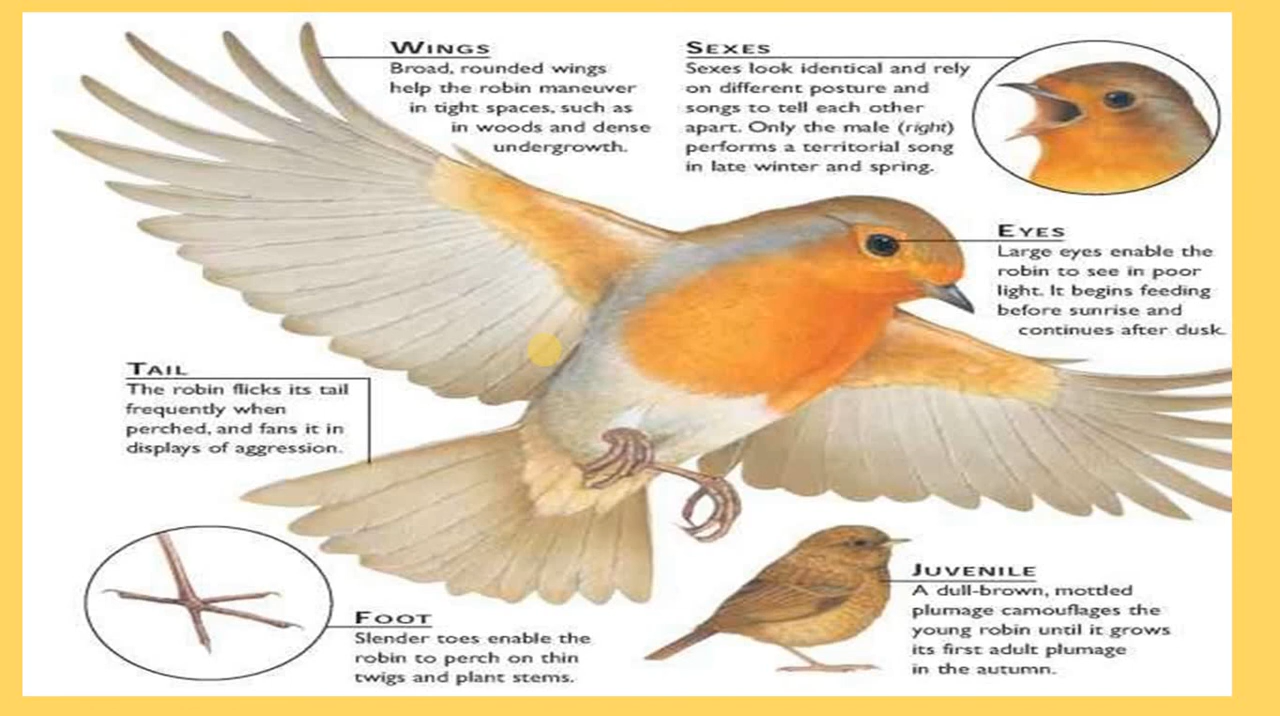 WINGS
Broad, rounded wings
help the robin maneuver
in tight spaces, such as
in woods and dense
undergrowth.
SEXES
Sexes look identical and rely
on different posture and
songs to tell each other
apart. Only the male (right)
performs a territorial song
in late winter and spring.
EYES
Large eyes enable the
robin to see in poor
light. It begins feeding
before sunrise and
continues after dusk.
TAIL
The robin flicks its tail
frequently when
perched, and fans it in
displays of aggression.
FOOT
Slender toes enable the
robin to perch on thin
twigs and plant stems.
JUVENILE
A dull-brown, mottled
plumage camouflages the
young robin until it grows
its first adult plumage
in the autumn.